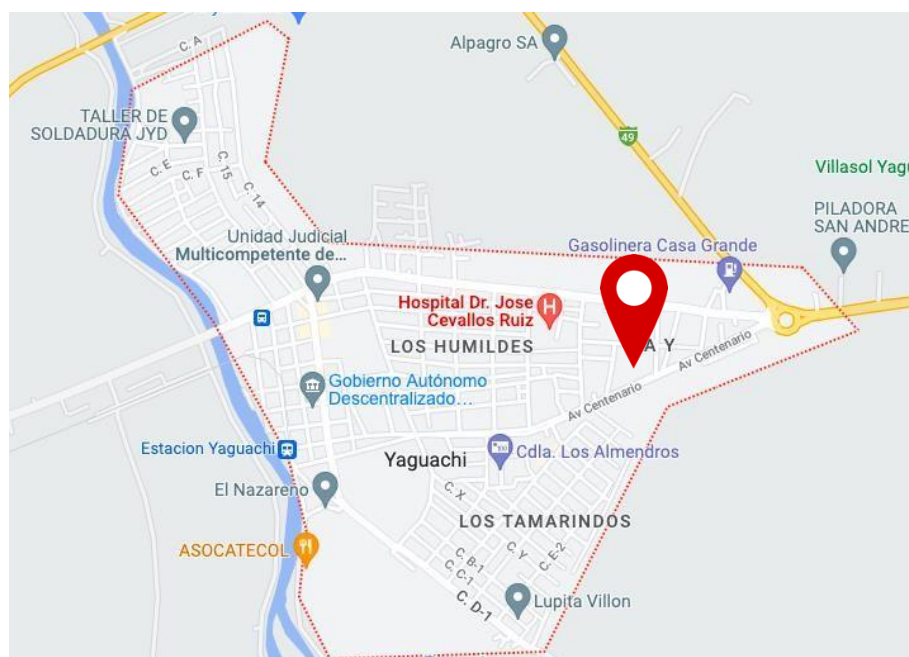 C. A
Alpagro SA
TALLER DE
SOLDADURA JYD
49
C. E
C. F
C. 15
C. 14
Villasol Yagu
PILADORA
SAN ANDRE
Unidad Judicial
Multicompetente de...
Gasolinera Casa Grande
Hospital Dr. Jose
Cevallos Ruiz
H
LOS HUMILDES
A Y
Av Centenario
Av Centenario
Gobierno Autónomo
Descentralizado...
Estacion Yaguachi
Yaguachi
Cdla. Los Almendros
El Nazareno
C. X
LOS TAMARINDOS
ASOCATECOL
C. Y
C. E-2
C. B-1
C. C-1
C. D-1
Lupita Villon